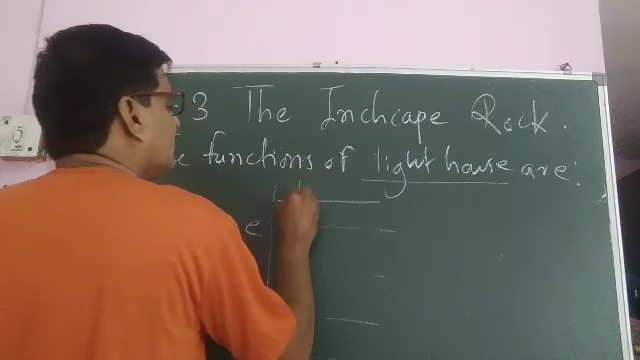 3 The Inchcape Rock.
e functions of light house are:
e